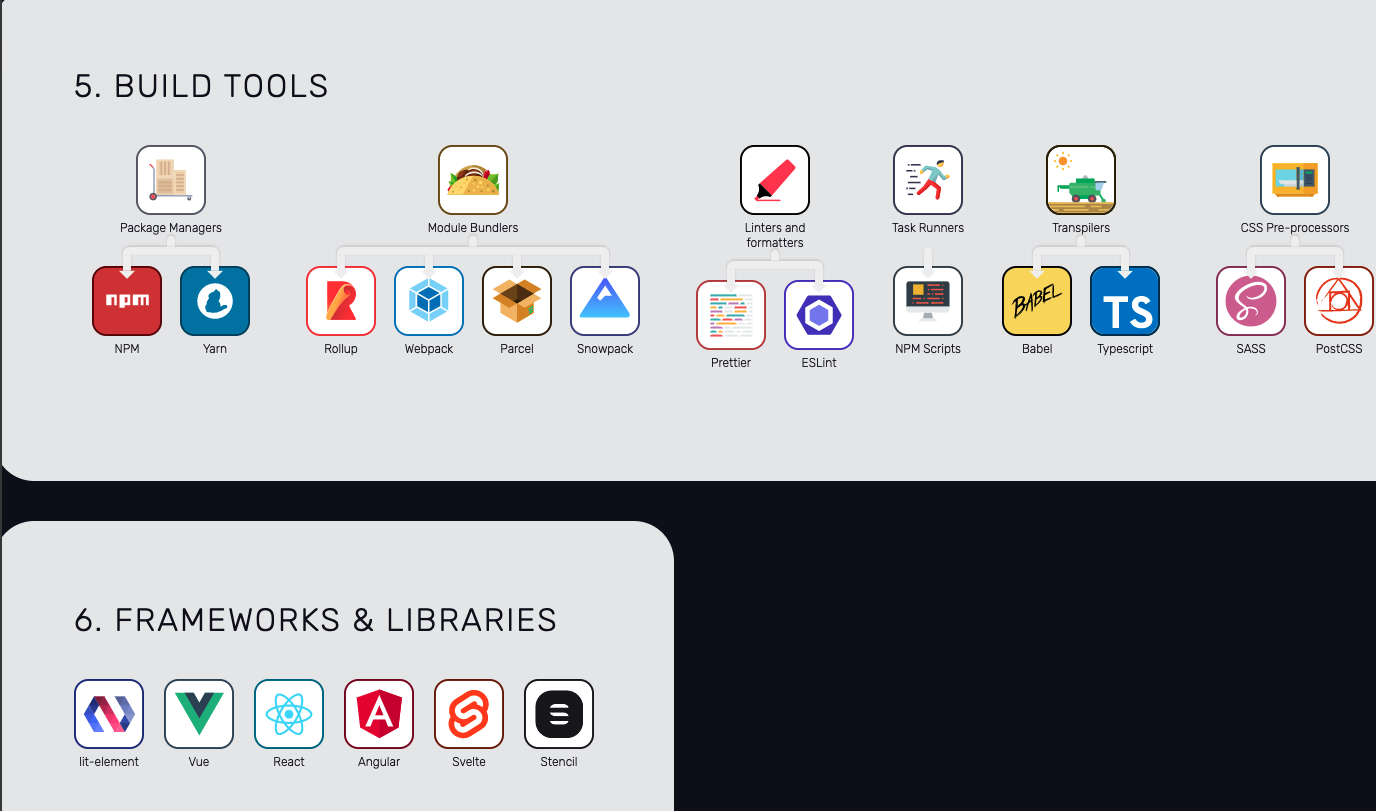 5. BUILD TOOLS
Package Managers
Module Bundlers
Linters and
formatters
Task Runners
Transpilers
CSS Pre-processors
npm
BABEL
TS
NPM
Yarn
Rollup
Webpack
Parcel
Snowpack
Prettier
ESLint
NPM Scripts
Babel
Typescript
SASS
PostCSS
6. FRAMEWORKS & LIBRARIES
lit-element
Vue
React
Angular
Svelte
Stencil